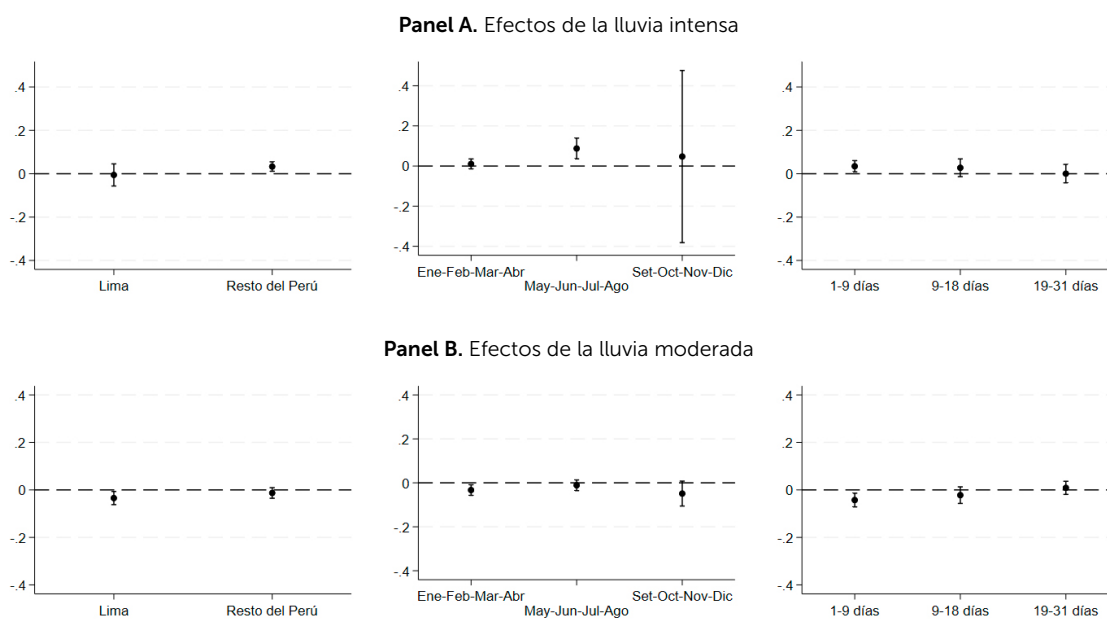 Panel A. Efectos de la lluvia intensa
.4
.2
0
-.2
-.4
Lima
Resto del Perú
.4
.2
0
-.2
-.4
Ene-Feb-Mar-Abr
May-Jun-Jul-Ago
Set-Oct-Nov-Dic
.4
.2
0
-.2
-.4
1-9 días
9-18 días
19-31 días
Panel B. Efectos de la lluvia moderada
.4
.2
0
-.2
-.4
Lima
Resto del Perú
.4
.2
0
-.2
-.4
Ene-Feb-Mar-Abr
May-Jun-Jul-Ago
Set-Oct-Nov-Dic
.4
.2
0
-.2
-.4
1-9 días
9-18 días
19-31 días